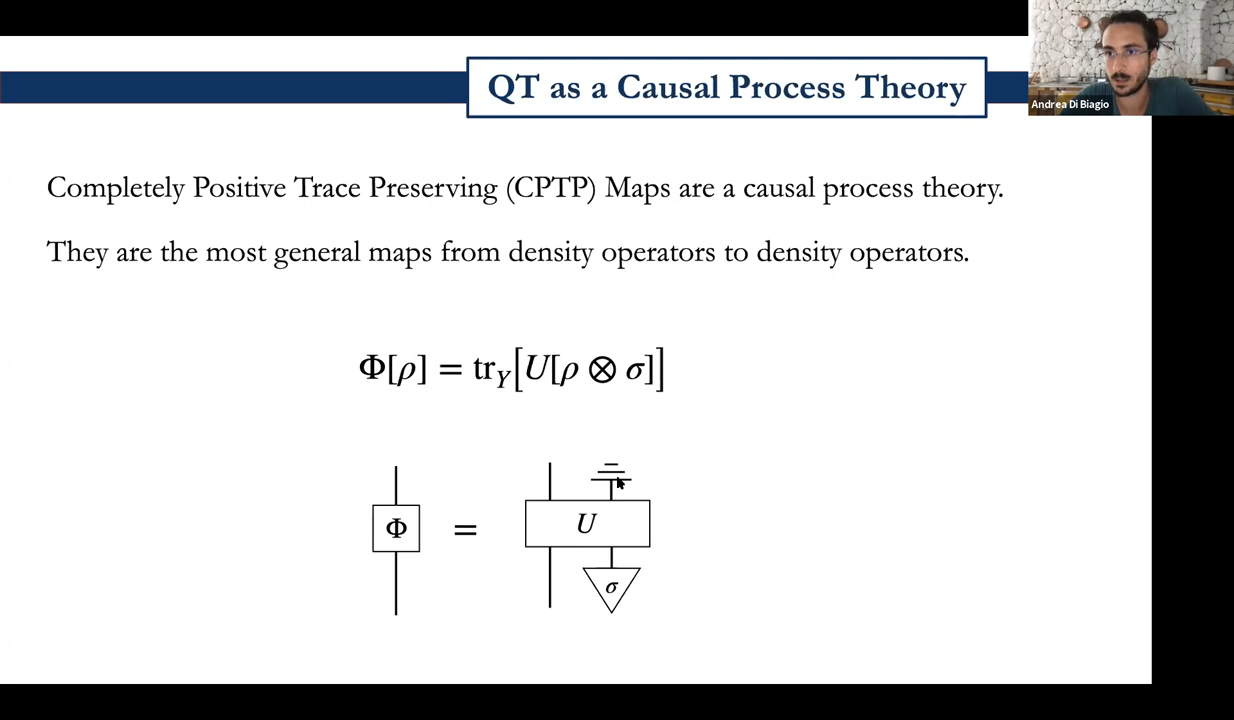 QT as a Causal Process Theory
Andrea Di Biagio
Completely Positive Trace Preserving (CPTP) Maps are a causal process theory.
They are the most general maps from density operators to density operators.
Φ[ρ] = tr_Y[U[ρ ⊗ σ]]
Φ = U
σ